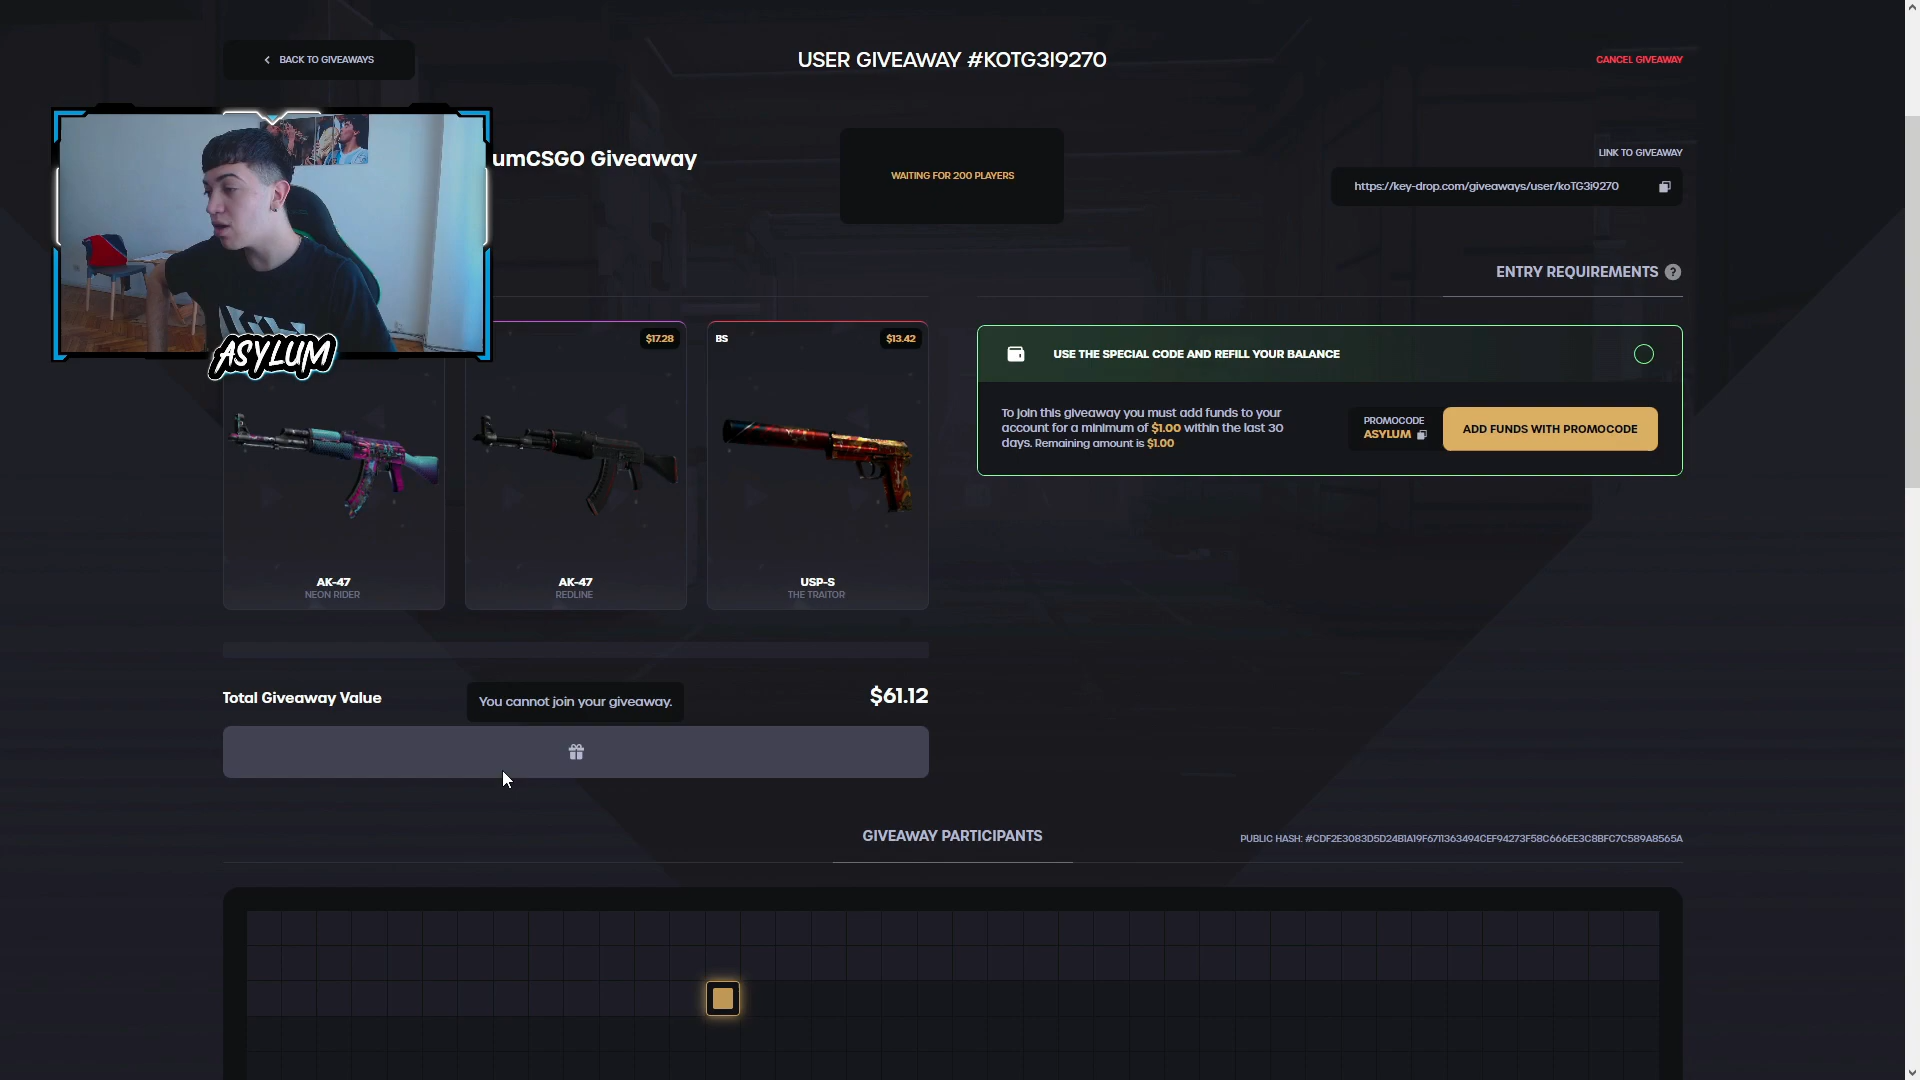 BACK TO GIVEAWAYS
USER GIVEAWAY #KOTG3I9270
CANCEL GIVEAWAY
umCSGO Giveaway
WAITING FOR 200 PLAYERS
LINK TO GIVEAWAY
https://key-drop.com/giveaways/user/koTG3i9270
ENTRY REQUIREMENTS ?
ASYLUM
$17.28
BS
$13.42
USE THE SPECIAL CODE AND REFILL YOUR BALANCE
To join this giveaway you must add funds to your
account for a minimum of $1.00 within the last 30
days. Remaining amount is $1.00
PROMOCODE
ASYLUM
ADD FUNDS WITH PROMOCODE
AK-47
NEON RIDER
AK-47
REDLINE
USP-S
THE TRAITOR
Total Giveaway Value
You cannot join your giveaway.
$61.12
GIVEAWAY PARTICIPANTS
PUBLIC HASH: #CDF2E3083D5D24B1A19F6711363494CEF94273F58C666EE3C8BFC7C589A8565A